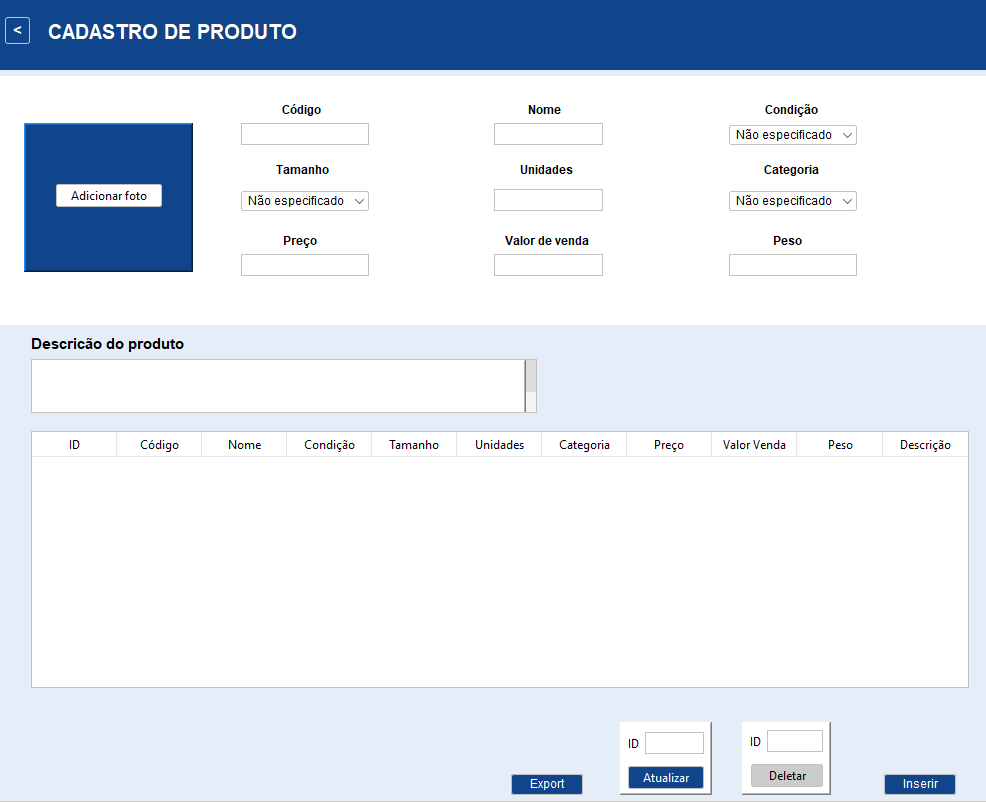 < CADASTRO DE PRODUTO
Código Nome Condição
Não especificado
Adicionar foto
Tamanho Unidades Categoria
Não especificado Não especificado
Preço Valor de venda Peso
Descricão do produto
ID Código Nome Condição Tamanho Unidades Categoria Preço Valor Venda Peso Descrição
ID ID
Export Atualizar Deletar Inserir